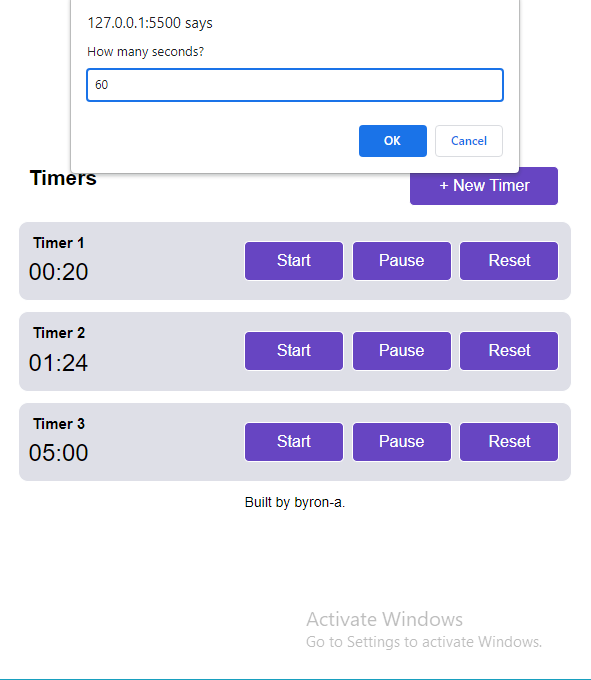 127.0.0.1:5500 says
How many seconds?
60
OK Cancel
Timers + New Timer
Timer 1
00:20 Start Pause Reset
Timer 2
01:24 Start Pause Reset
Timer 3
05:00 Start Pause Reset
Built by byron-a.
Activate Windows
Go to Settings to activate Windows.